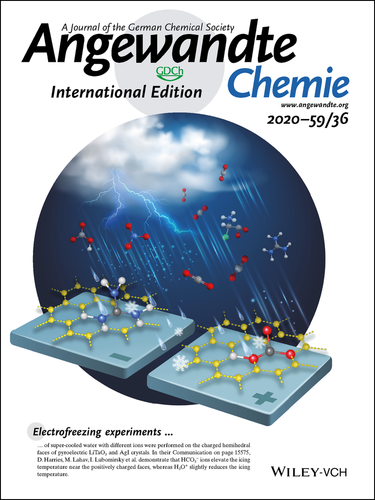 A Journal of the German Chemical Society
Angewandte
GDCh
International Edition Chemie
www.angewandte.org
2020–59/36
Electrofreezing experiments ...
... of super-cooled water with different ions were performed on the charged hemihedral
faces of pyroelectric LiTaO₃ and AgI crystals. In their Communication on page 15575,
D. Harries, M. Lahav, I. Lubomirsky et al. demonstrate that HCO₃⁻ ions elevate the icing
temperature near the positively charged faces, whereas H₃O⁺ slightly reduces the icing
temperature.
WILEY-VCH